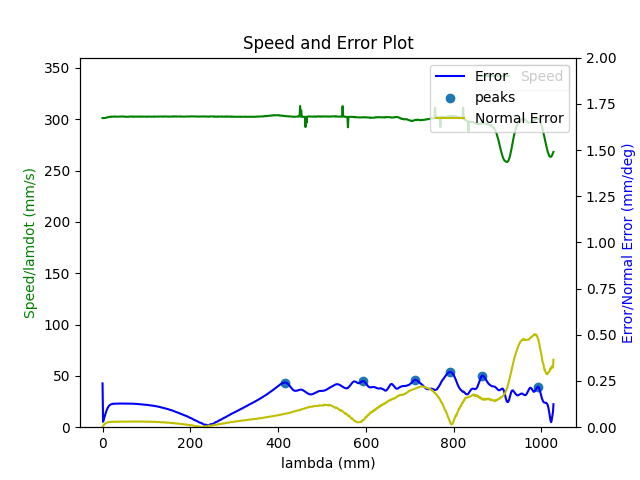 Speed and Error Plot
350
300
250
200
150
100
50
0
Speed/lamdot (mm/s)
2.00
1.75
1.50
1.25
1.00
0.75
0.50
0.25
0.00
Error/Normal Error (mm/deg)
Error
peaks
Normal Error
Speed
0
200
400
600
800
1000
lambda (mm)